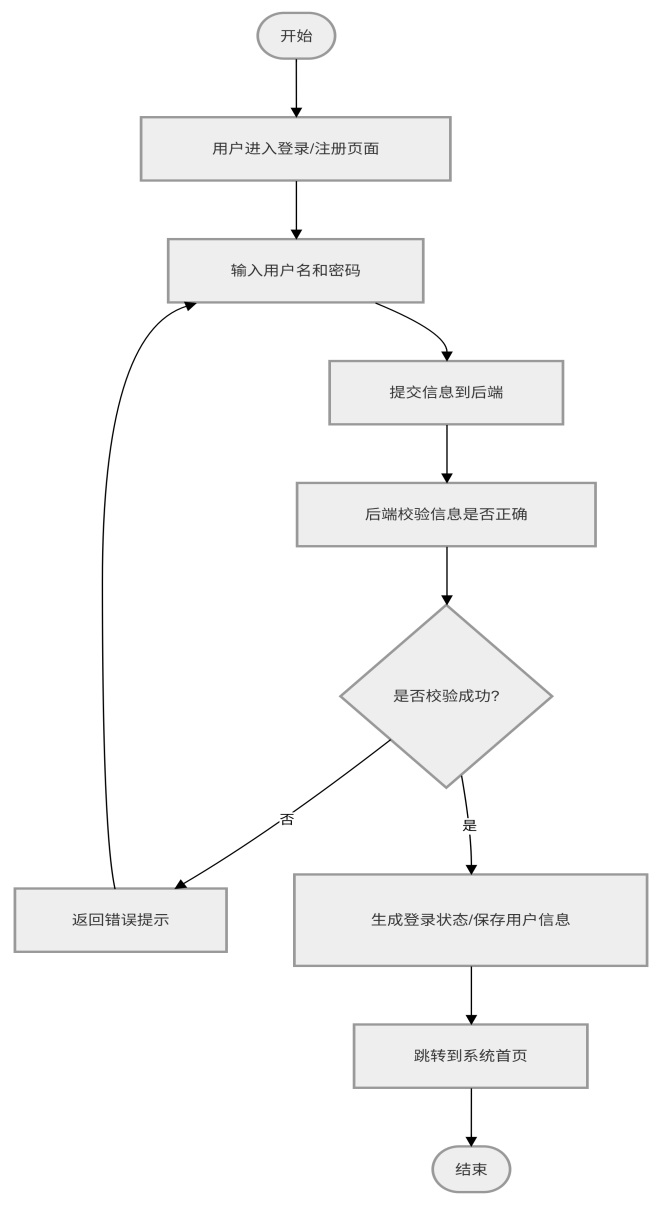 开始
用户进入登录/注册页面
输入用户名和密码
提交信息到后端
后端校验信息是否正确
是否校验成功?
否
是
返回错误提示
生成登录状态/保存用户信息
跳转到系统首页
结束